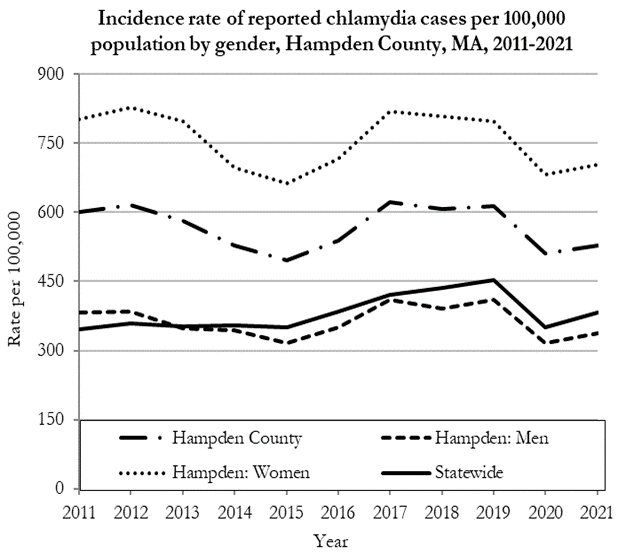 Incidence rate of reported chlamydia cases per 100,000
population by gender, Hampden County, MA, 2011-2021
Rate per 100,000
900
750
600
450
300
150
0
Hampden County
Hampden: Men
Hampden: Women
Statewide
2011 2012 2013 2014 2015 2016 2017 2018 2019 2020 2021
Year